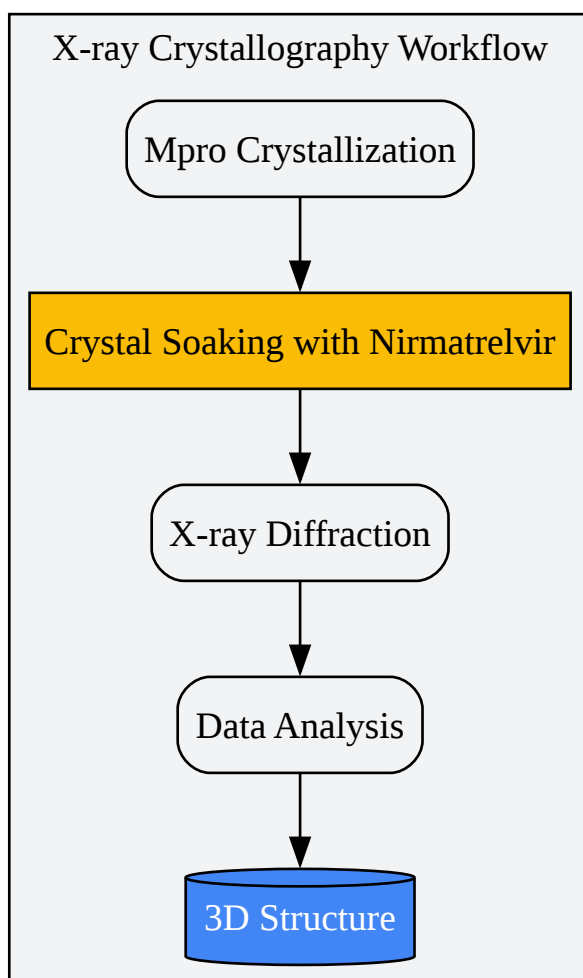 X-ray Crystallography Workflow
Mpro Crystallization
Crystal Soaking with Nirmatrelvir
X-ray Diffraction
Data Analysis
3D Structure